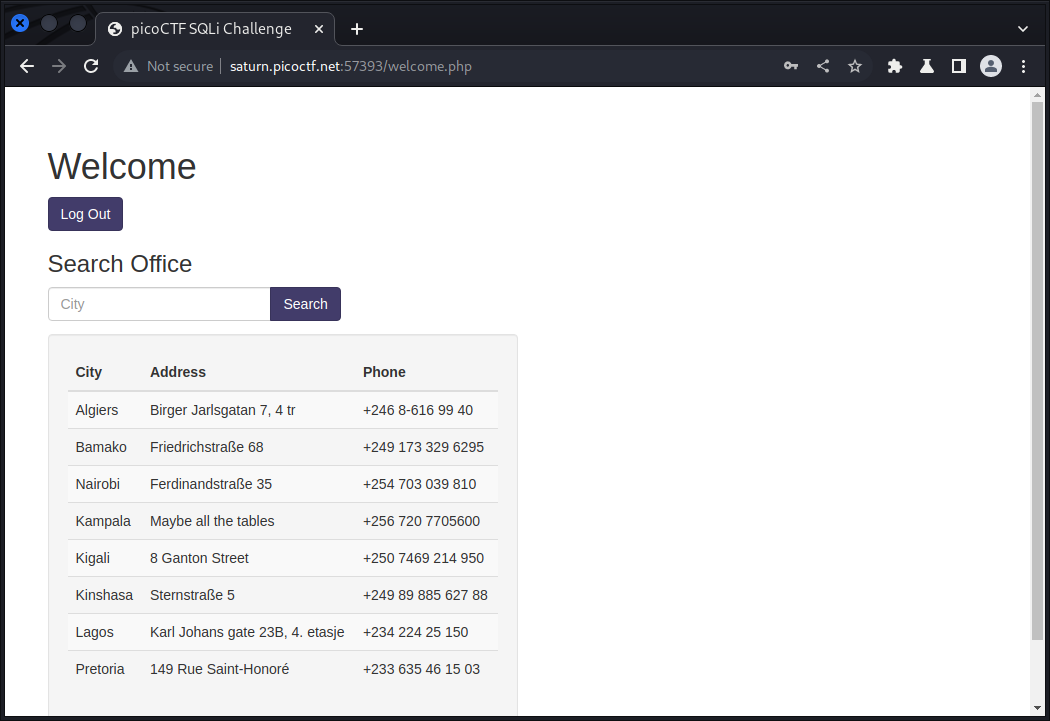 picoCTF SQLi Challenge
Not secure | saturn.picoctf.net:57393/welcome.php
Welcome
Log Out
Search Office
City Search
City Address Phone
Algiers Birger Jarlsgatan 7, 4 tr +246 8-616 99 40
Bamako Friedrichstraße 68 +249 173 329 6295
Nairobi Ferdinandstraße 35 +254 703 039 810
Kampala Maybe all the tables +256 720 7705600
Kigali 8 Ganton Street +250 7469 214 950
Kinshasa Sternstraße 5 +249 89 885 627 88
Lagos Karl Johans gate 23B, 4. etasje +234 224 25 150
Pretoria 149 Rue Saint-Honoré +233 635 46 15 03